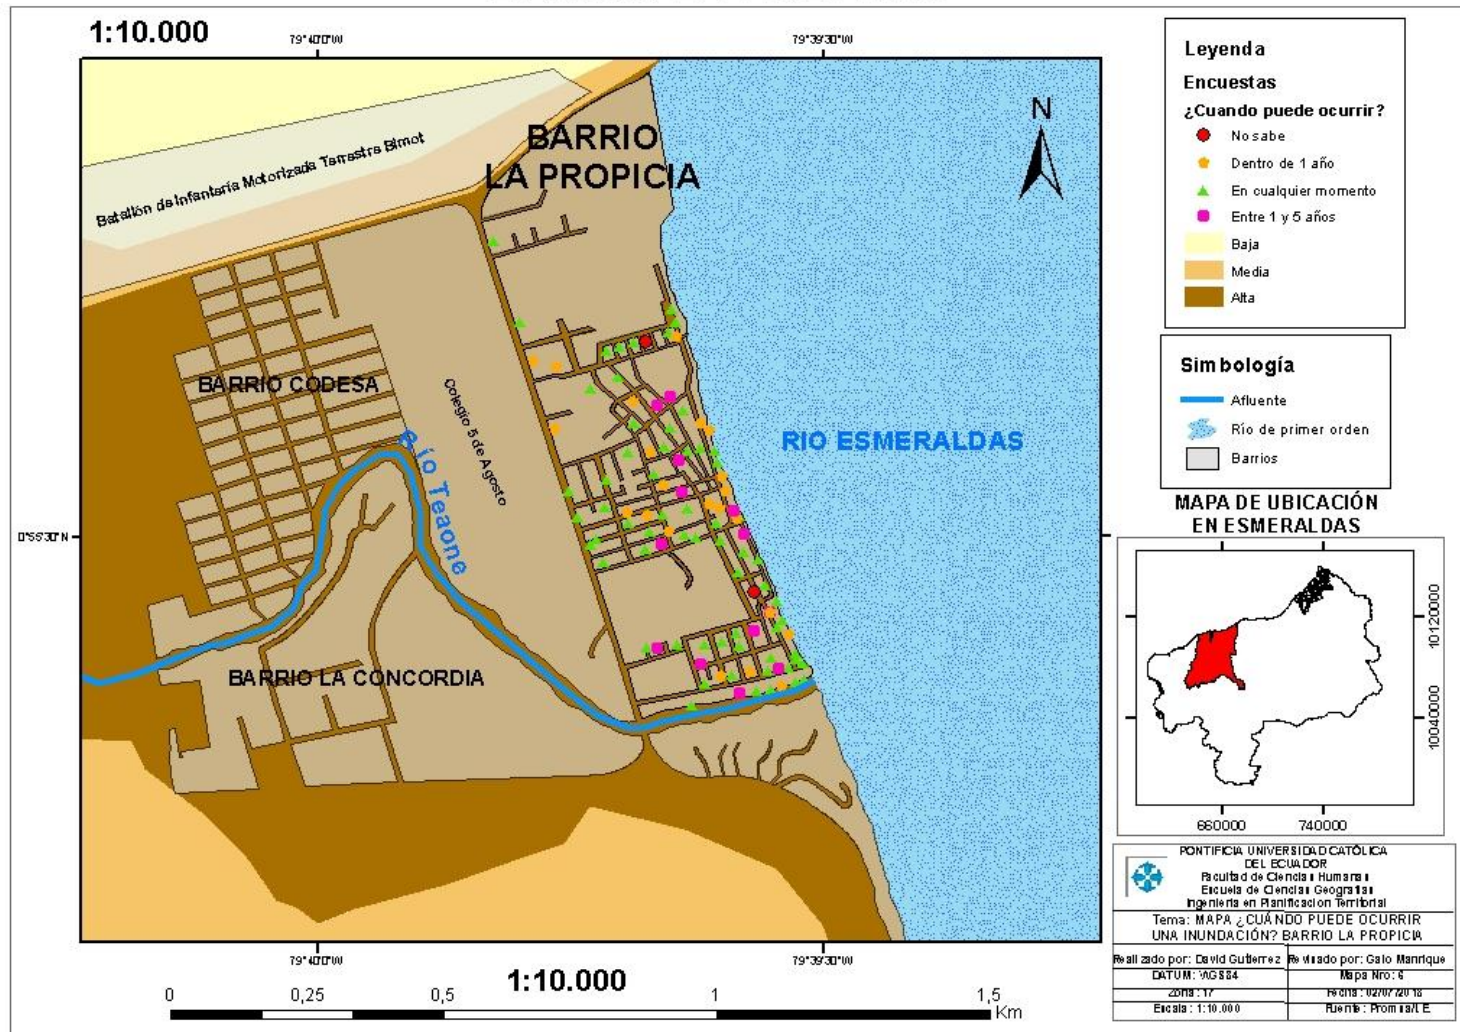 1:10.000
79°40'0"W
79°39'30"W
BARRIO
LA PROPICIA
N
Batallón de Infantería Motorizada Terrestre Bimot
BARRIO CODESA
Colegio 5 de Agosto
Río Teaone
RIO ESMERALDAS
0°55'30"N
BARRIO LA CONCORDIA
79°40'0"W
79°39'30"W
1:10.000
0
0,25
0,5
1
1,5
Km
Leyenda
Encuestas
¿Cuando puede ocurrir?
No sabe
Dentro de 1 año
En cualquier momento
Entre 1 y 5 años
Baja
Media
Alta
Simbología
Afluente
Río de primer orden
Barrios
MAPA DE UBICACIÓN
EN ESMERALDAS
10120000
10040000
660000
740000
PONTIFICIA UNIVERSIDAD CATÓLICA
DEL ECUADOR
Facultad de Ciencias Humanas
Escuela de Ciencias Geografías
Ingeniería en Planificacion Territorial
Tema: MAPA ¿CUÁNDO PUEDE OCURRIR
UNA INUNDACIÓN? BARRIO LA PROPICIA
Realizado por: David Gutierrez
Revisado por: Galo Manrique
DATUM: WGS84
Mapa Nro: 6
Zona: 17
Fecha: 02/07/2018
Escala: 1:10.000
Fuente: